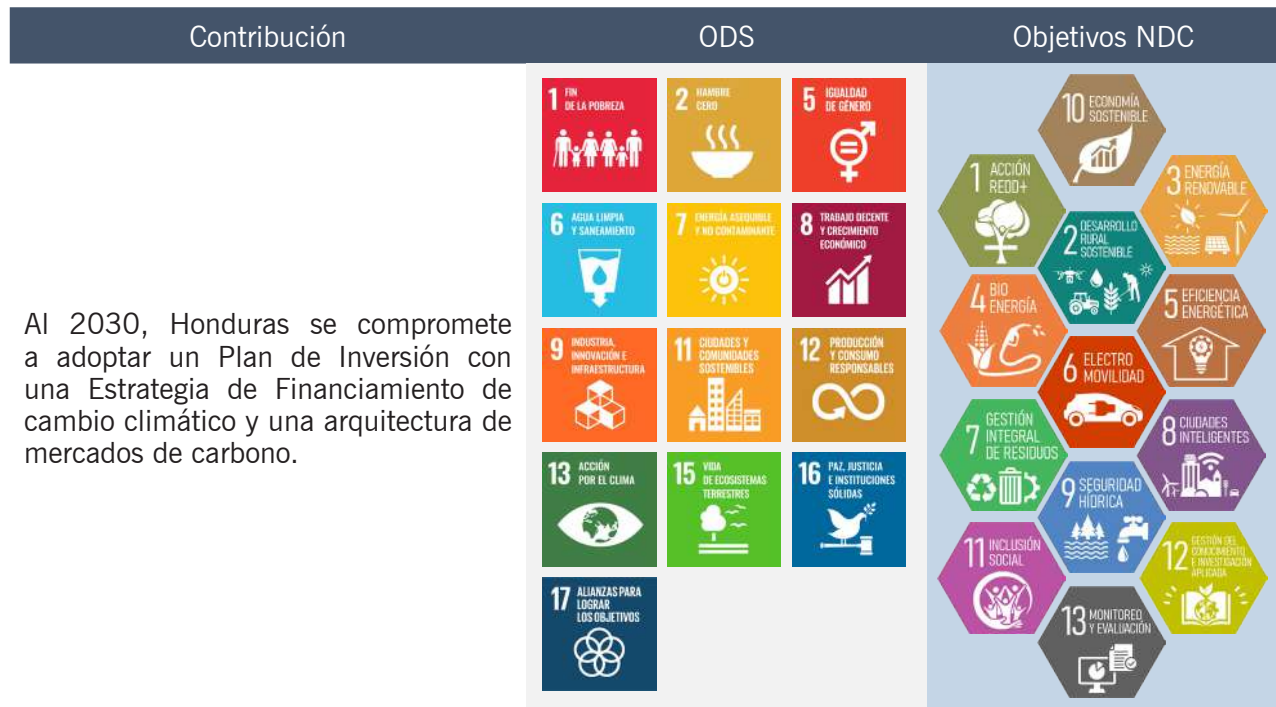 Contribución
ODS
Objetivos NDC
Al 2030, Honduras se compromete
a adoptar un Plan de Inversión con
una Estrategia de Financiamiento de
cambio climático y una arquitectura de
mercados de carbono.
1 FIN
DE LA POBREZA
2 HAMBRE
CERO
5 IGUALDAD
DE GÉNERO
6 AGUA LIMPIA
Y SANEAMIENTO
7 ENERGÍA ASEQUIBLE
Y NO CONTAMINANTE
8 TRABAJO DECENTE
Y CRECIMIENTO
ECONÓMICO
9 INDUSTRIA,
INNOVACIÓN E
INFRAESTRUCTURA
11 CIUDADES Y
COMUNIDADES
SOSTENIBLES
12 PRODUCCIÓN
Y CONSUMO
RESPONSABLES
13 ACCIÓN
POR EL CLIMA
15 VIDA
DE ECOSISTEMAS
TERRESTRES
16 PAZ, JUSTICIA
E INSTITUCIONES
SÓLIDAS
17 ALIANZAS PARA
LOGRAR
LOS OBJETIVOS
10 ECONOMÍA
SOSTENIBLE
1 ACCIÓN
REDD+
3 ENERGÍA
RENOVABLE
2 DESARROLLO
RURAL
SOSTENIBLE
4 BIO
ENERGÍA
5 EFICIENCIA
ENERGÉTICA
6 ELECTRO
MOVILIDAD
7 GESTIÓN
INTEGRAL
DE RESIDUOS
8 CIUDADES
INTELIGENTES
9 SEGURIDAD
HÍDRICA
11 INCLUSIÓN
SOCIAL
12 GESTIÓN DEL
CONOCIMIENTO
E INVESTIGACIÓN
APLICADA
13 MONITOREO
Y EVALUACIÓN